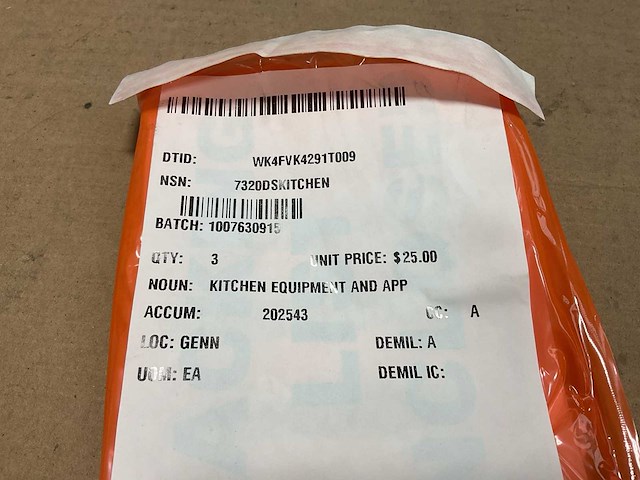 DTID: WK4FVK4291T009
NSN: 7320DSKITCHEN
BATCH: 1007630915
QTY: 3 UNIT PRICE: $25.00
NOUN: KITCHEN EQUIPMENT AND APP
ACCUM: 202543 CC: A
LOC: GENN DEMIL: A
UOM: EA DEMIL IC: